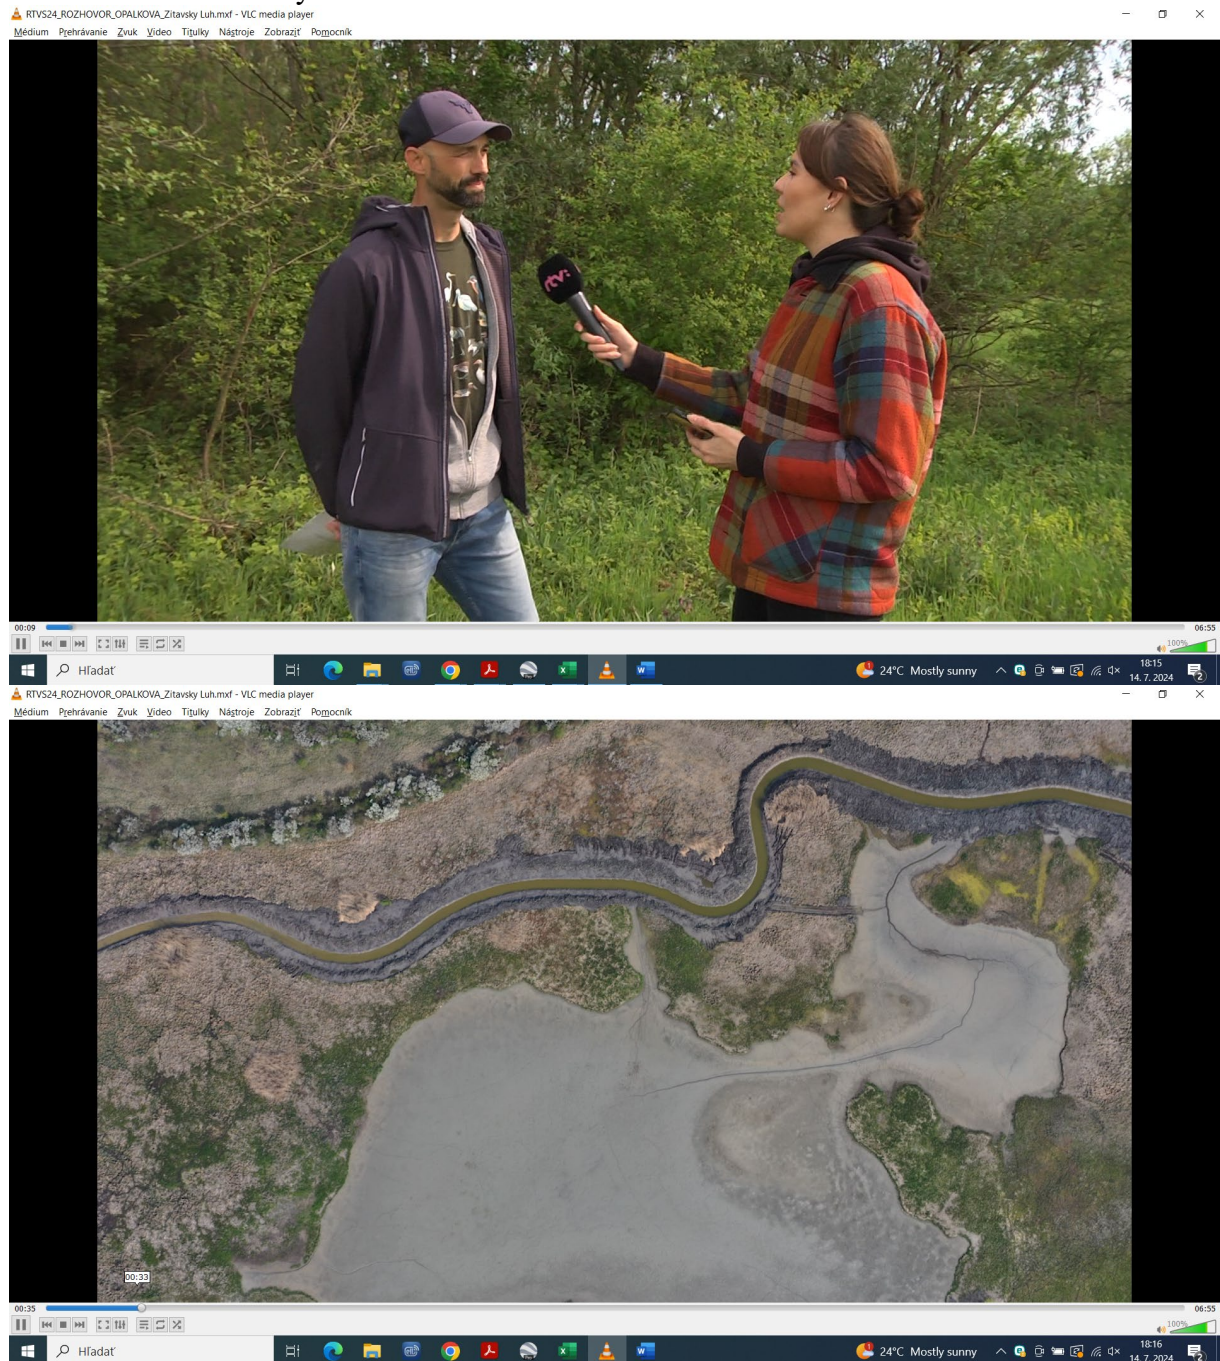 RTVS24_ROZHOVOR_OPALKOVA_Zitavsky Luh.mxf - VLC media player
Médium Prehrávanie Zvuk Video Titulky Nástroje Zobraziť Pomocník
rtv:
00:09 06:55
100%
Hľadať
24°C Mostly sunny
18:15
14. 7. 2024
2
RTVS24_ROZHOVOR_OPALKOVA_Zitavsky Luh.mxf - VLC media player
Médium Prehrávanie Zvuk Video Titulky Nástroje Zobraziť Pomocník
00:33
00:35 06:55
100%
Hľadať
24°C Mostly sunny
18:16
14. 7. 2024
2